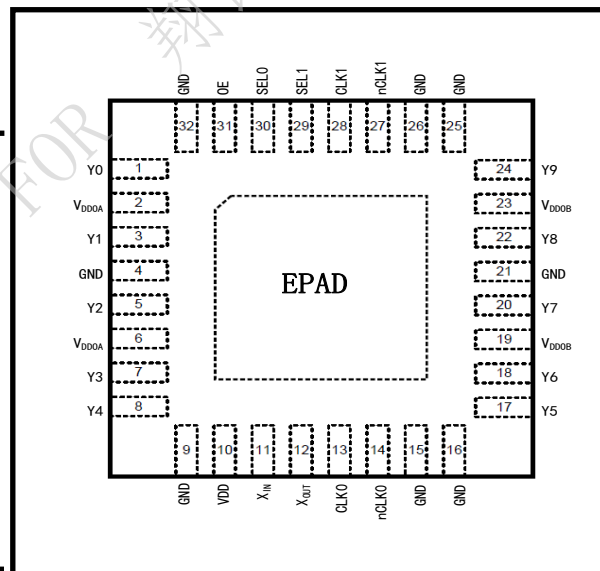 翔
FOR
GND OE SEL0 SEL1 CLK1 nCLK1 GND GND
32 31 30 29 28 27 26 25
Y0 1 24 Y9
VDDOA 2 23 VDDOB
Y1 3 22 Y8
GND 4 21 GND
EPAD
Y2 5 20 Y7
VDDOA 6 19 VDDOB
Y3 7 18 Y6
Y4 8 17 Y5
9 10 11 12 13 14 15 16
GND VDD XIN XOUT CLK0 nCLK0 GND GND